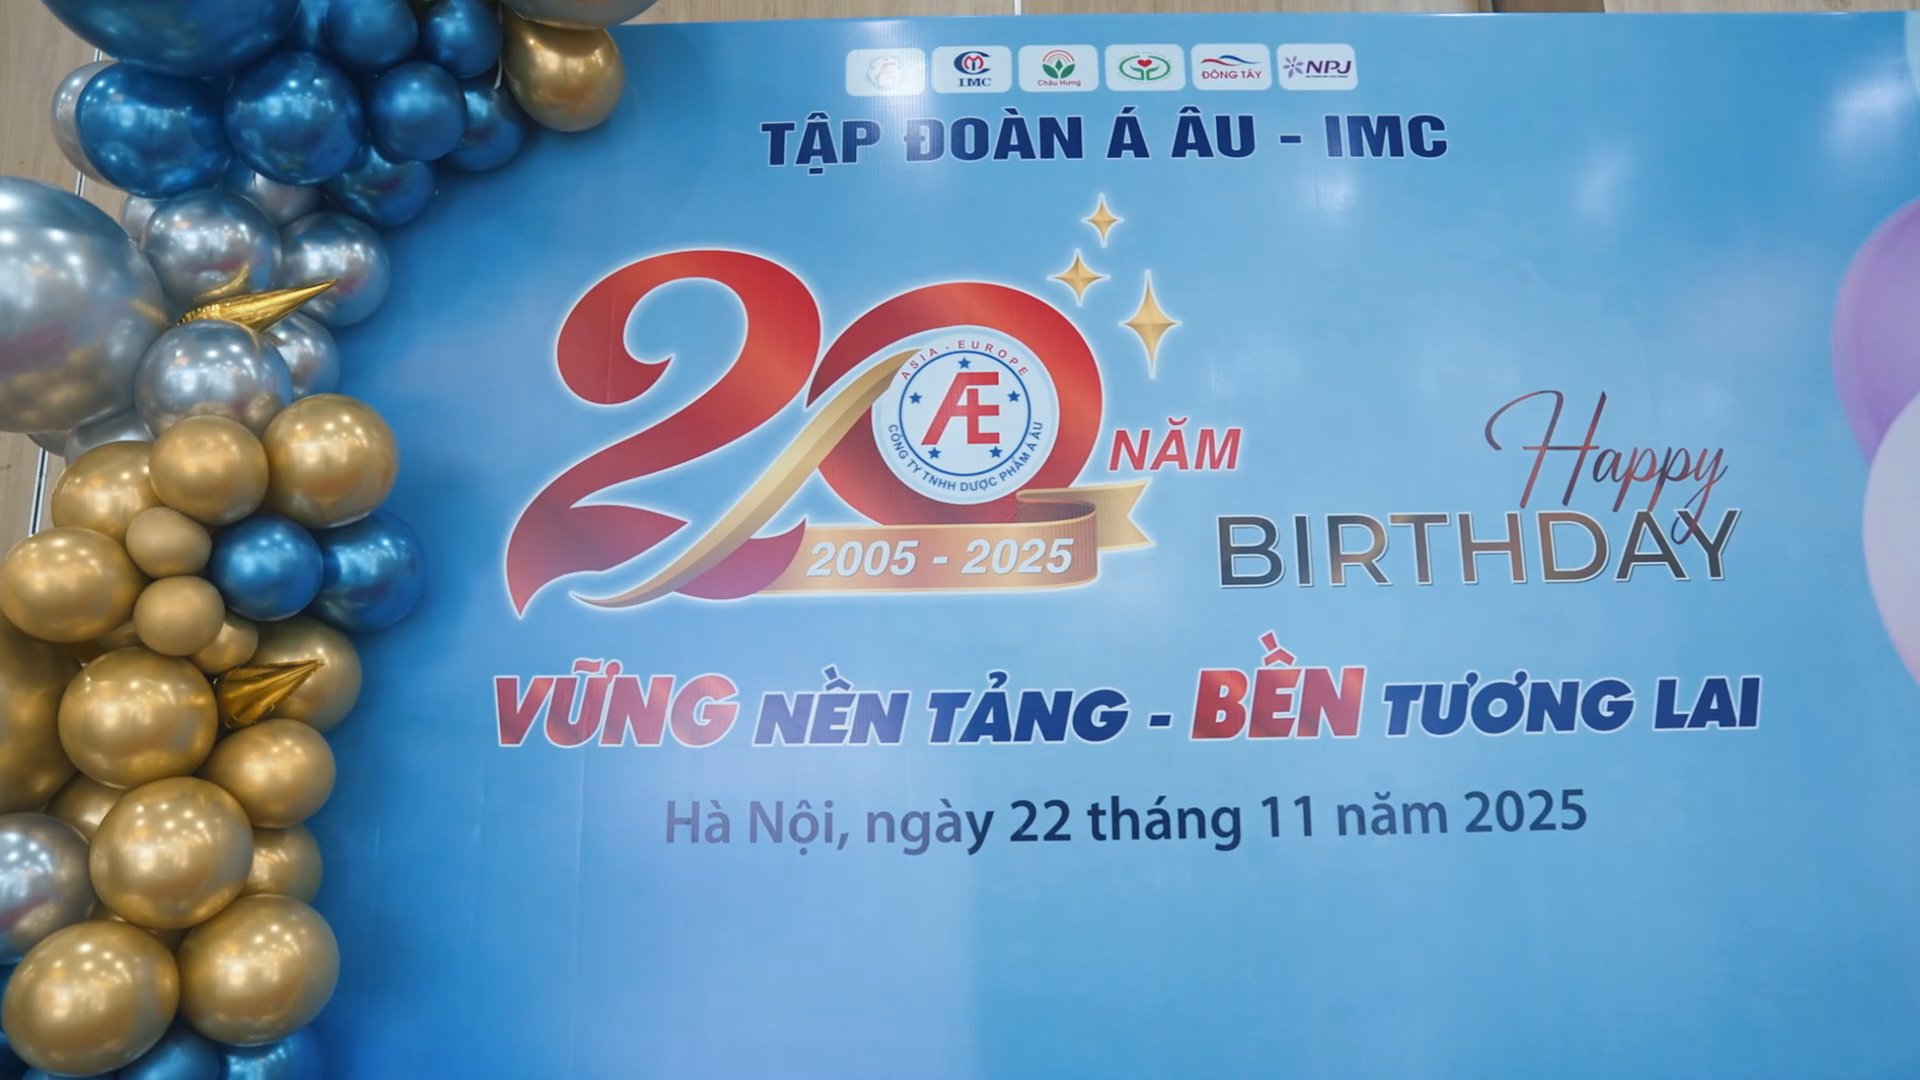 IMC
Châu Hưng
ĐÔNG TÂY
NPJ
TẬP ĐOÀN Á ÂU - IMC
20 NĂM
ASIA - EUROPE
Æ
CÔNG TY TNHH DƯỢC PHẨM Á ÂU
2005 - 2025
Happy
BIRTHDAY
VỮNG NỀN TẢNG - BỀN TƯƠNG LAI
Hà Nội, ngày 22 tháng 11 năm 2025